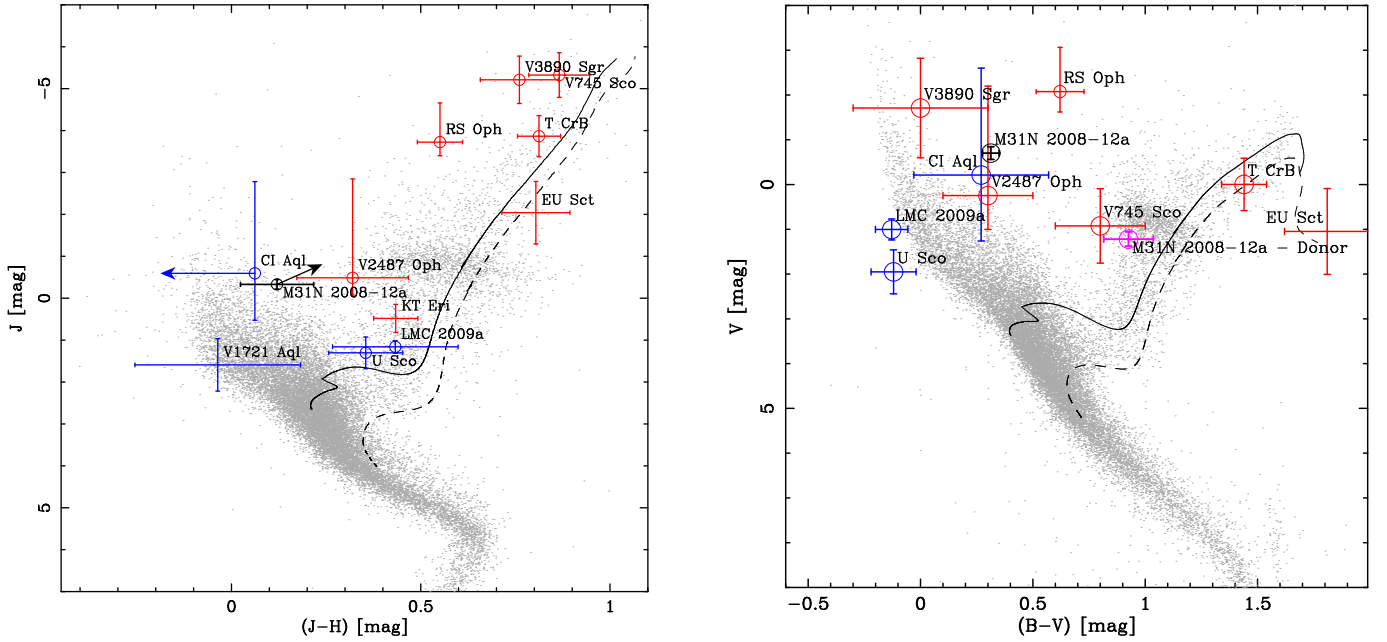 V3890 Sgr
V745 Sco
RS Oph
T CrB
EU Sct
CI Aql
V2487 Oph
M31N 2008-12a
KT Eri
LMC 2009a
V1721 Aql
U Sco
-5
0
5
J [mag]
0
0.5
1
(J-H) [mag]
RS Oph
V3890 Sgr
M31N 2008-12a
CI Aql
V2487 Oph
T CrB
LMC 2009a
V745 Sco
EU Sct
M31N 2008-12a - Donor
U Sco
0
5
V [mag]
-0.5
0
0.5
1
1.5
(B-V) [mag]